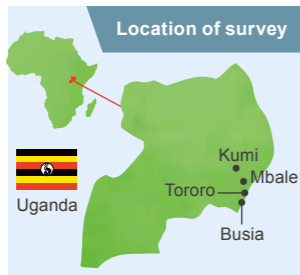 Location of survey
Kumi
Mbale
Tororo
Uganda
Busia